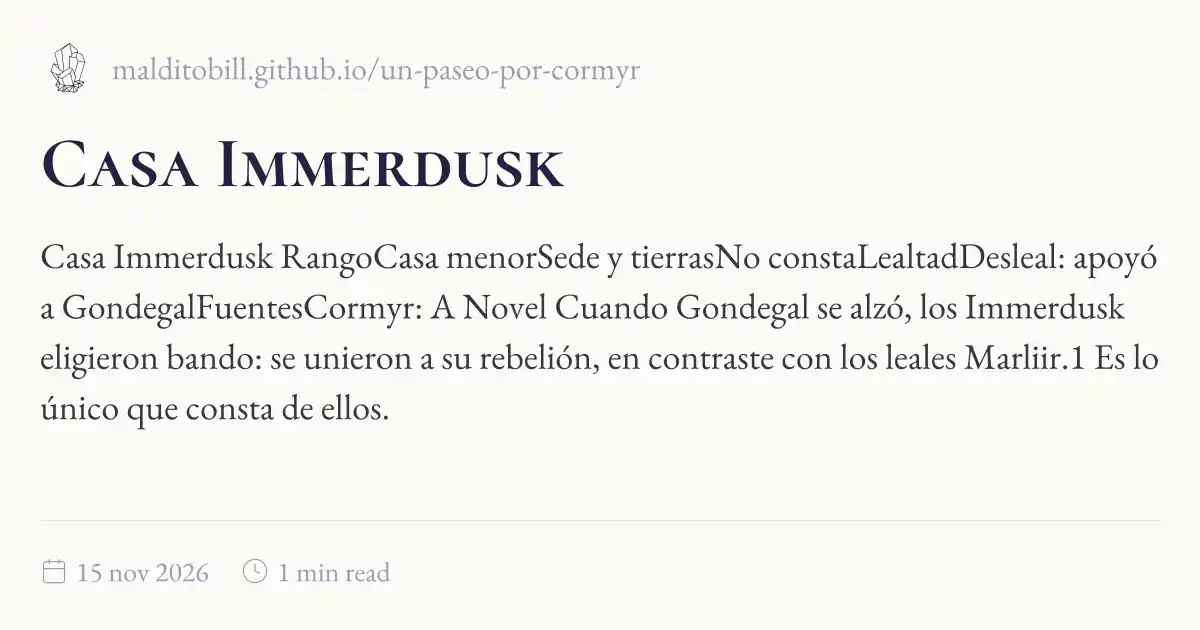 malditobill.github.io/un-paseo-por-cormyr
Casa Immerdusk
Casa Immerdusk RangoCasa menorSede y tierrasNo constaLealtadDesleal: apoyó
a GondegalFuentesCormyr: A Novel Cuando Gondegal se alzó, los Immerdusk
eligieron bando: se unieron a su rebelión, en contraste con los leales Marliir.1 Es lo
único que consta de ellos.
15 nov 2026
1 min read